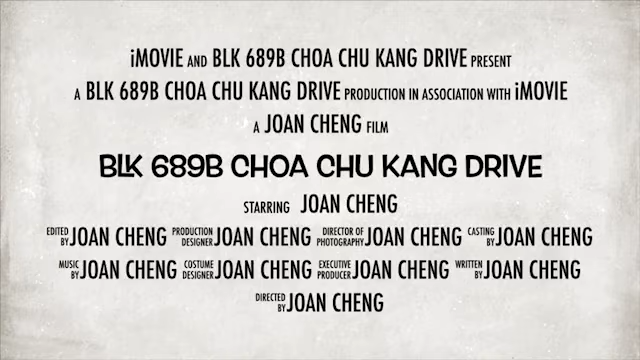 iMOVIE AND BLK 689B CHOA CHU KANG DRIVE PRESENT
A BLK 689B CHOA CHU KANG DRIVE PRODUCTION IN ASSOCIATION WITH iMOVIE
A JOAN CHENG FILM
BLK 689B CHOA CHU KANG DRIVE
STARRING JOAN CHENG
EDITED BY JOAN CHENG PRODUCTION DESIGNER JOAN CHENG DIRECTOR OF PHOTOGRAPHY JOAN CHENG CASTING BY JOAN CHENG
MUSIC BY JOAN CHENG COSTUME DESIGNER JOAN CHENG EXECUTIVE PRODUCER JOAN CHENG WRITTEN BY JOAN CHENG
DIRECTED BY JOAN CHENG